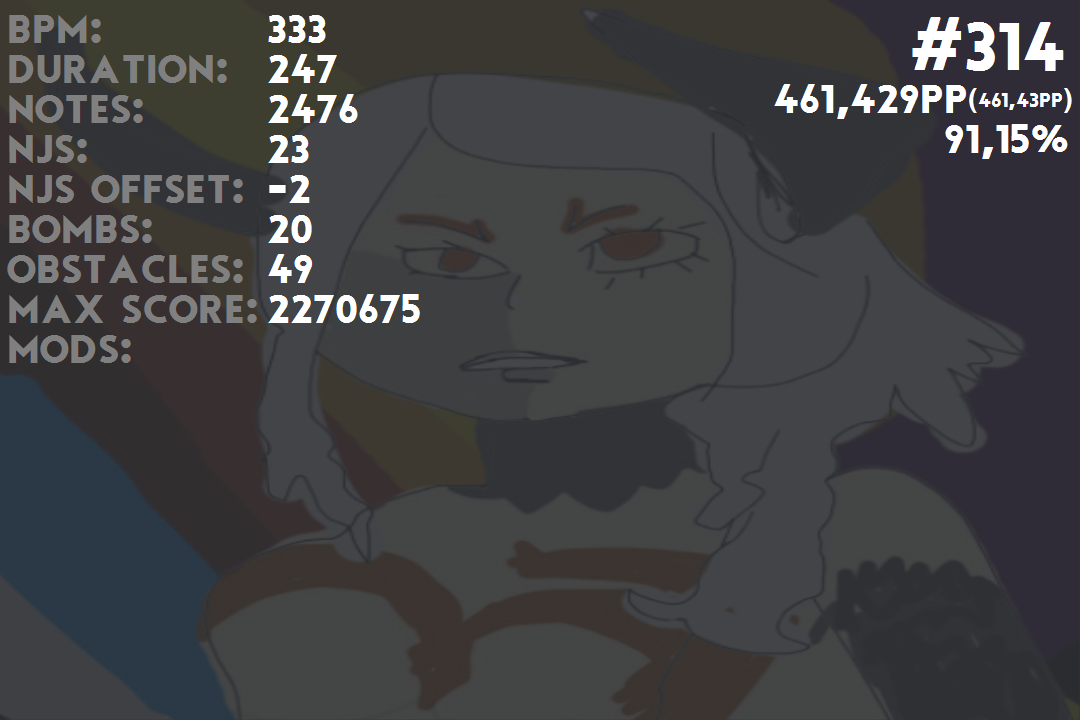 BPM: 333
DURATION: 247
NOTES: 2476
NJS: 23
NJS OFFSET: -2
BOMBS: 20
OBSTACLES: 49
MAX SCORE: 2270675
MODS:
#314
461,429PP(461,43PP)
91,15%